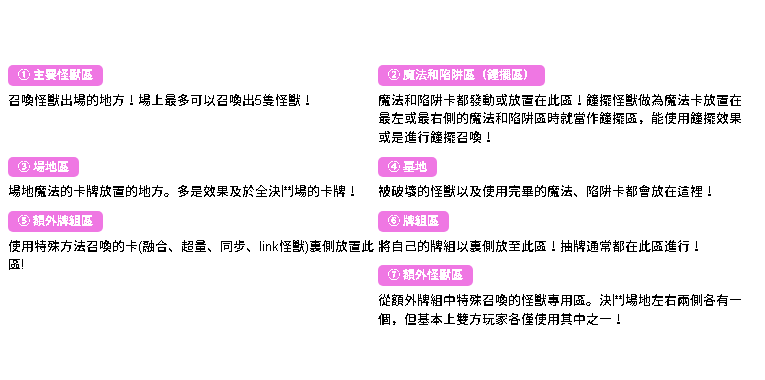 ① 主要怪獸區
召喚怪獸出場的地方！場上最多可以召喚出5隻怪獸！
② 魔法和陷阱區（鐘擺區）
魔法和陷阱卡都發動或放置在此區！鐘擺怪獸做為魔法卡放置在
最左或最右側的魔法和陷阱區時就當作鐘擺區，能使用鐘擺效果
或是進行鐘擺召喚！
③ 場地區
場地魔法的卡牌放置的地方。多是效果及於全決鬥場的卡牌！
④ 墓地
被破壞的怪獸以及使用完畢的魔法、陷阱卡都會放在這裡！
⑤ 額外牌組區
使用特殊方法召喚的卡(融合、超量、同步、link怪獸)裏側放置此
區!
⑥ 牌組區
將自己的牌組以裏側放至此區！抽牌通常都在此區進行！
⑦ 額外怪獸區
從額外牌組中特殊召喚的怪獸專用區。決鬥場地左右兩側各有一
個，但基本上雙方玩家各僅使用其中之一！